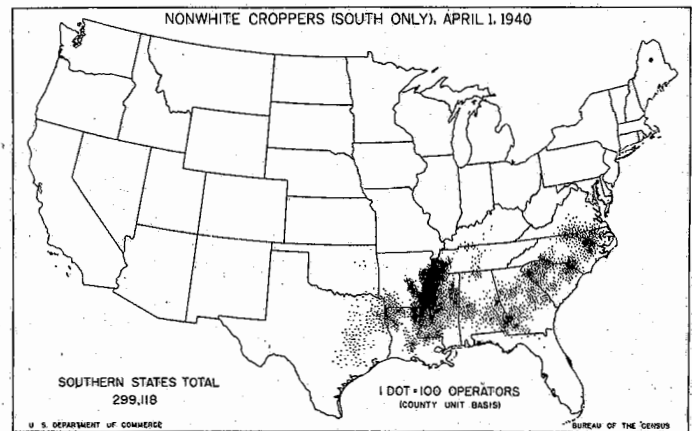 NONWHITE CROPPERS (SOUTH ONLY), APRIL 1, 1940
SOUTHERN STATES TOTAL
299,118
1 DOT = 100 OPERATORS
(COUNTY UNIT BASIS)
U S. DEPARTMENT OF COMMERCE
BUREAU OF THE CENSUS